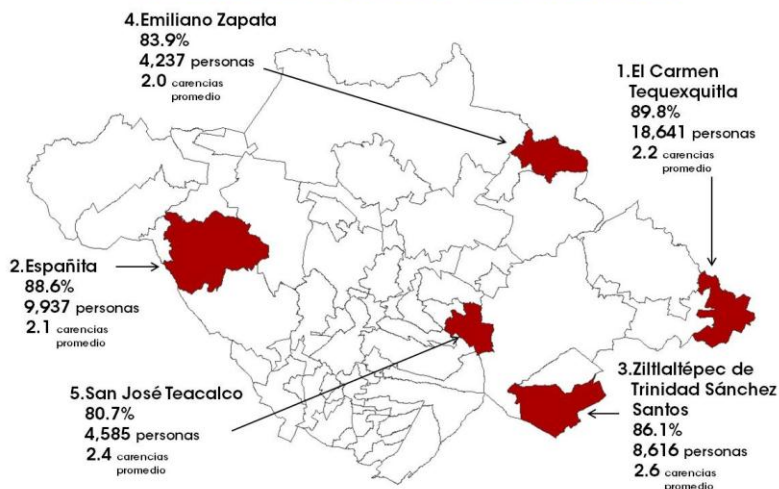 4.Emiliano Zapata
83.9%
4,237 personas
2.0 carencias
promedio
1.El Carmen
Tequexquitla
89.8%
18,641 personas
2.2 carencias
promedio
2.Españita
88.6%
9,937 personas
2.1 carencias
promedio
3.Ziltlaltépec de
Trinidad Sánchez
Santos
86.1%
8,616 personas
2.6 carencias
promedio
5.San José Teacalco
80.7%
4,585 personas
2.4 carencias
promedio